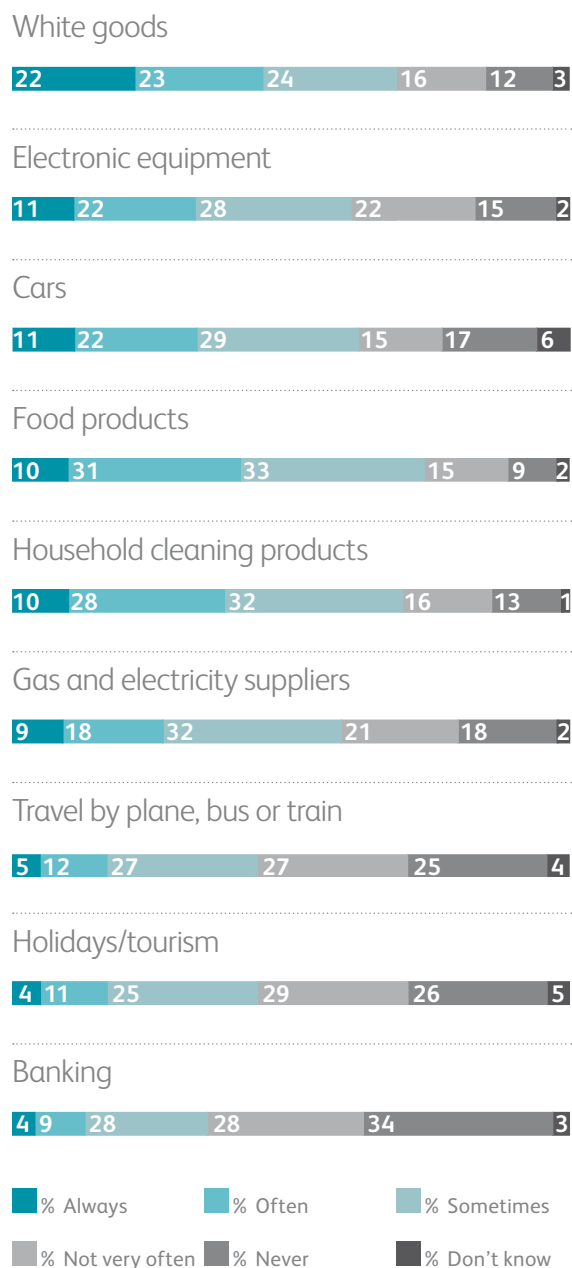 White goods
22 23 24 16 12 3
Electronic equipment
11 22 28 22 15 2
Cars
11 22 29 15 17 6
Food products
10 31 33 15 9 2
Household cleaning products
10 28 32 16 13 1
Gas and electricity suppliers
9 18 32 21 18 2
Travel by plane, bus or train
5 12 27 27 25 4
Holidays/tourism
4 11 25 29 26 5
Banking
4 9 28 28 34 3
% Always % Often % Sometimes
% Not very often % Never % Don't know